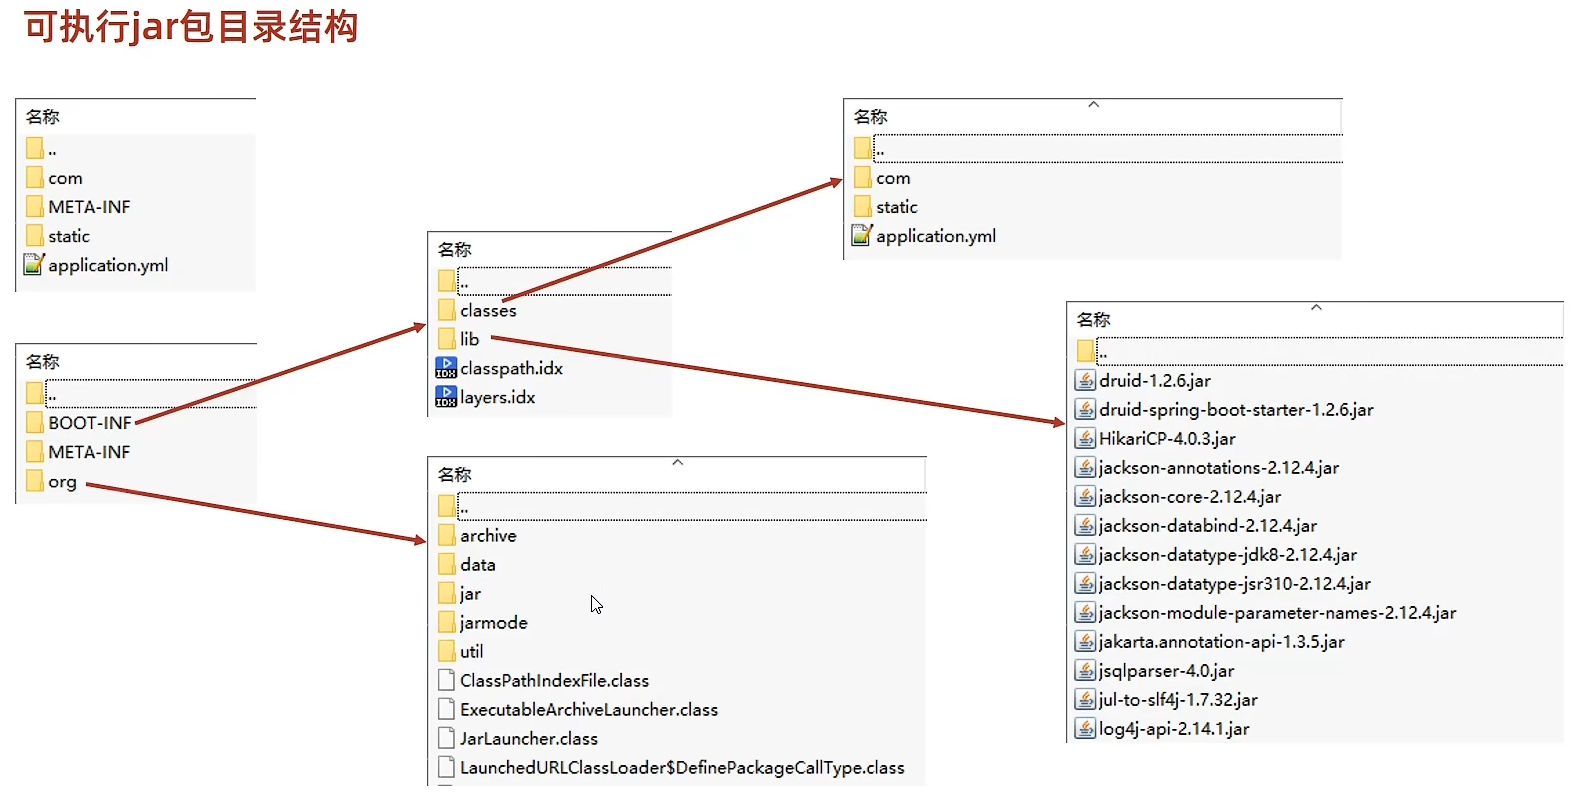 可执行jar包目录结构
名称
..
com
META-INF
static
application.yml
名称
..
BOOT-INF
META-INF
org
名称
..
classes
lib
classpath.idx
layers.idx
名称
..
archive
data
jar
jarmode
util
ClassPathIndexFile.class
ExecutableArchiveLauncher.class
JarLauncher.class
LaunchedURLClassLoader$DefinePackageCallType.class
名称
..
com
static
application.yml
名称
..
druid-1.2.6.jar
druid-spring-boot-starter-1.2.6.jar
HikariCP-4.0.3.jar
jackson-annotations-2.12.4.jar
jackson-core-2.12.4.jar
jackson-databind-2.12.4.jar
jackson-datatype-jdk8-2.12.4.jar
jackson-datatype-jsr310-2.12.4.jar
jackson-module-parameter-names-2.12.4.jar
jakarta.annotation-api-1.3.5.jar
jsqlparser-4.0.jar
jul-to-slf4j-1.7.32.jar
log4j-api-2.14.1.jar